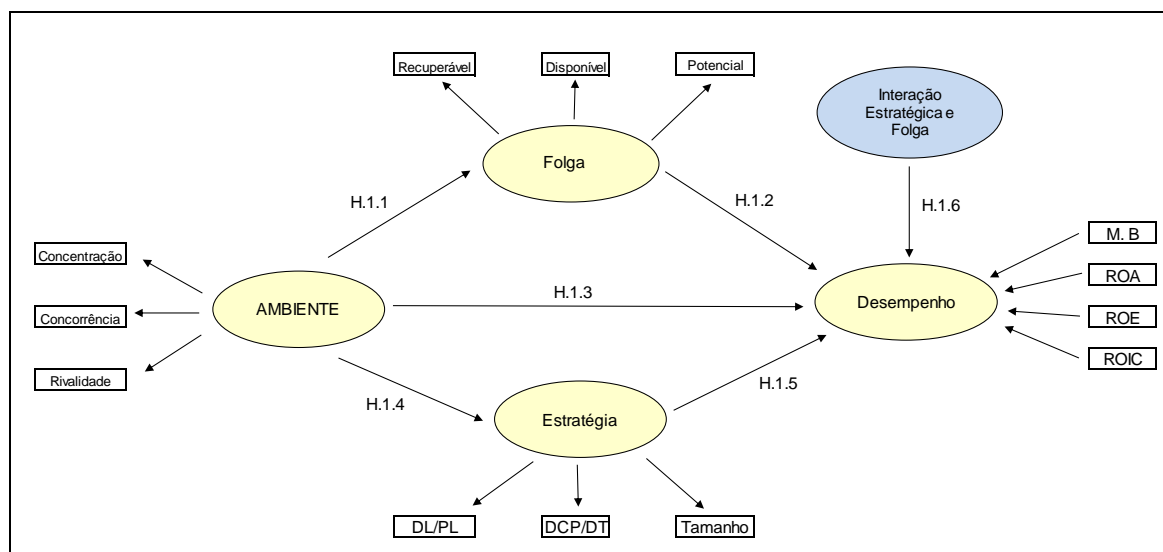 Recuperável
Disponível
Potencial
Interação
Estratégica e
Folga
Folga
H.1.1
H.1.2
H.1.6
Concentração
Concorrência
Rivalidade
AMBIENTE
H.1.3
Desempenho
M. B
ROA
ROE
ROIC
H.1.4
H.1.5
Estratégia
DL/PL
DCP/DT
Tamanho